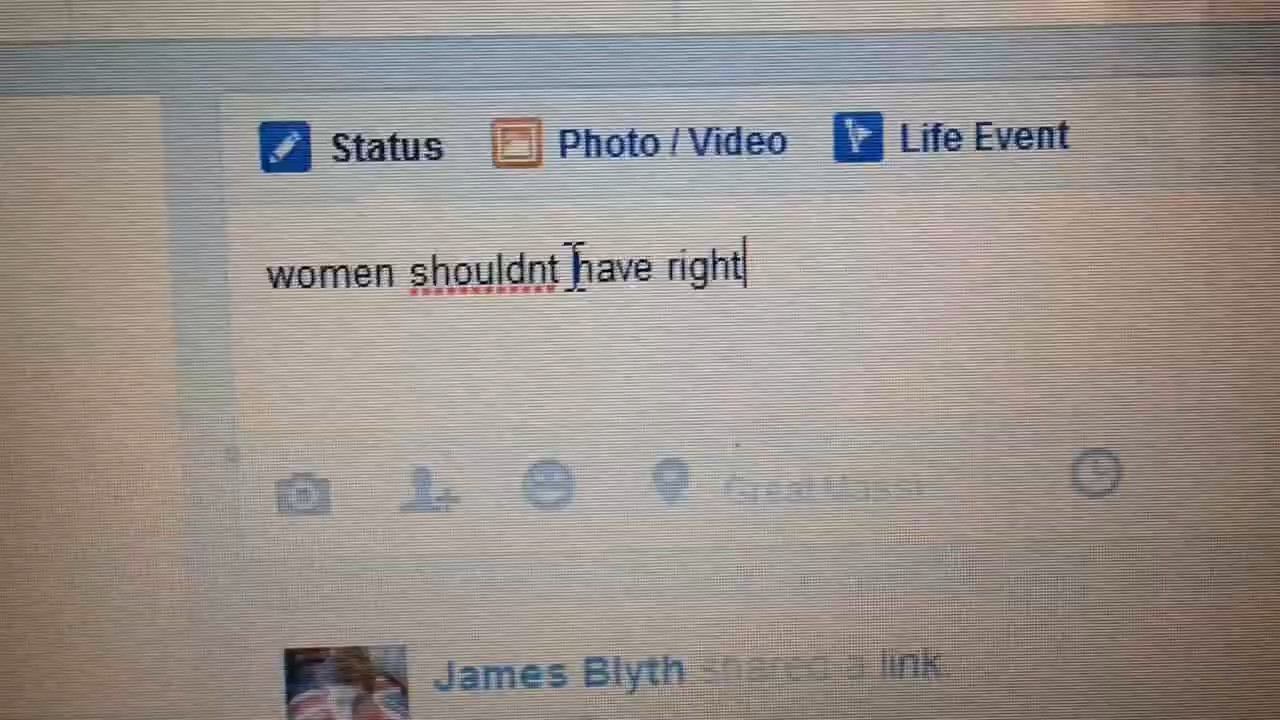 Status Photo / Video Life Event
women shouldnt have right
James Blyth shared a link.